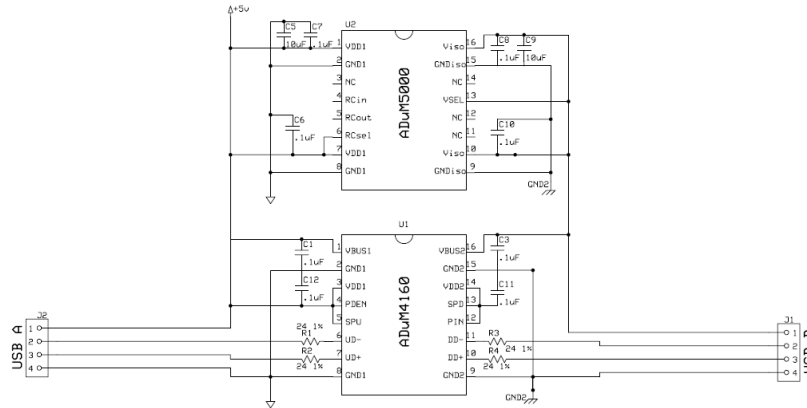 +5v
C5
10uF
C7
.1uF
U2
ADuM5000
1 VDD1
2 GND1
3 NC
4 RCin
5 RCout
6 RCsel
7 VDD1
8 GND1
Viso 16
GNDiso 15
NC 14
VSEL 13
NC 12
NC 11
Viso 10
GNDiso 9
C8
.1uF
C9
10uF
C6
.1uF
C10
.1uF
GND2
U1
ADuM4160
1 VBUS1
2 GND1
3 VDD1
4 PDEN
5 SPU
6 UD-
7 UD+
8 GND1
VBUS2 16
GND2 15
VDD2 14
SPD 13
PIN 12
DD- 11
DD+ 10
GND2 9
C1
.1uF
C12
.1uF
C3
.1uF
C11
.1uF
24 1%
R1
R2
24 1%
R3
24 1%
R4
24 1%
GND2
J2
USB A
1
2
3
4
J1
USB B
1
2
3
4